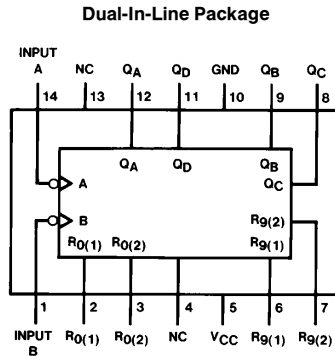 Dual-In-Line Package
INPUT
A NC QA QD GND QB QC
14 13 12 11 10 9 8
QA QD QB
A QC
B R9(2)
R0(1) R0(2) R9(1)
1 2 3 4 5 6 7
INPUT R0(1) R0(2) NC VCC R9(1) R9(2)
B